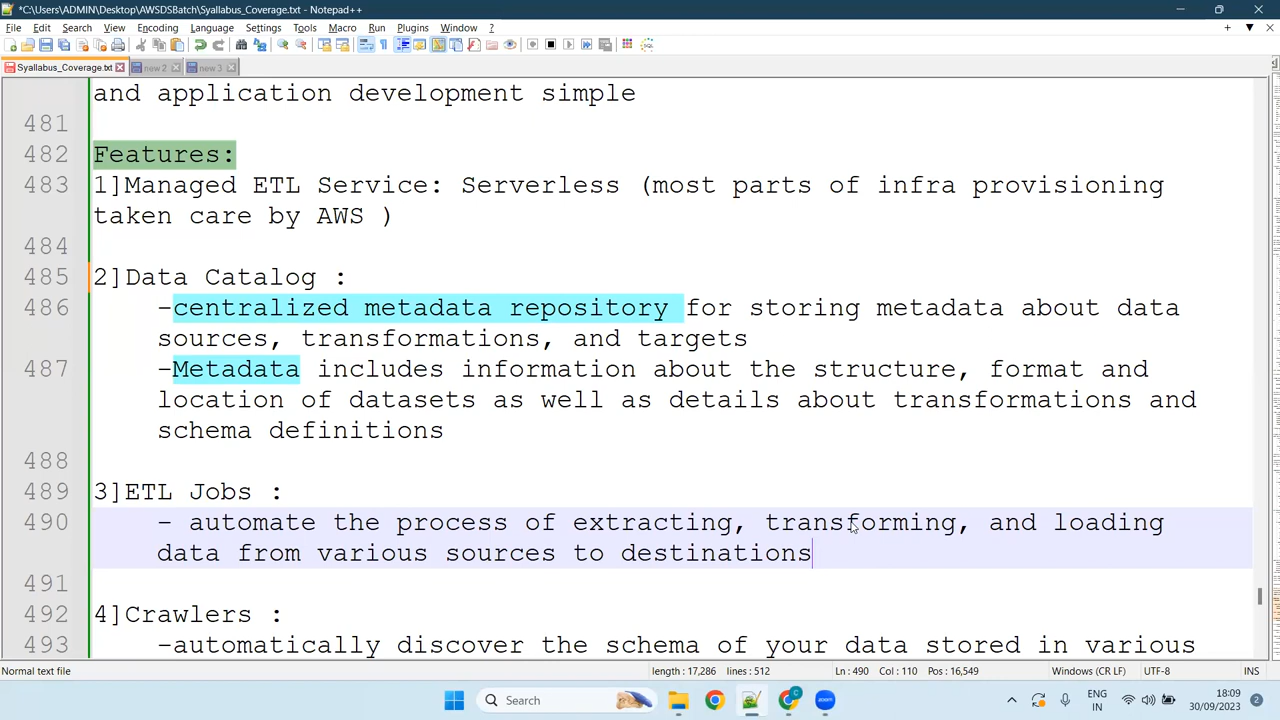 *C:\Users\ADMIN\Desktop\AWSDSBatch\Syallabus_Coverage.txt - Notepad++
File Edit Search View Encoding Language Settings Tools Macro Run Plugins Window ?
Syallabus_Coverage.txt new 2 new 3
and application development simple
481
482 Features:
483 1]Managed ETL Service: Serverless (most parts of infra provisioning
taken care by AWS )
484
485 2]Data Catalog :
486 -centralized metadata repository for storing metadata about data
sources, transformations, and targets
487 -Metadata includes information about the structure, format and
location of datasets as well as details about transformations and
schema definitions
488
489 3]ETL Jobs :
490 - automate the process of extracting, transforming, and loading
data from various sources to destinations
491
492 4]Crawlers :
493 -automatically discover the schema of your data stored in various
Normal text file length : 17,286 lines : 512 Ln : 490 Col : 110 Pos : 16,549 Windows (CR LF) UTF-8 INS
Search ENG IN 18:09 30/09/2023 2